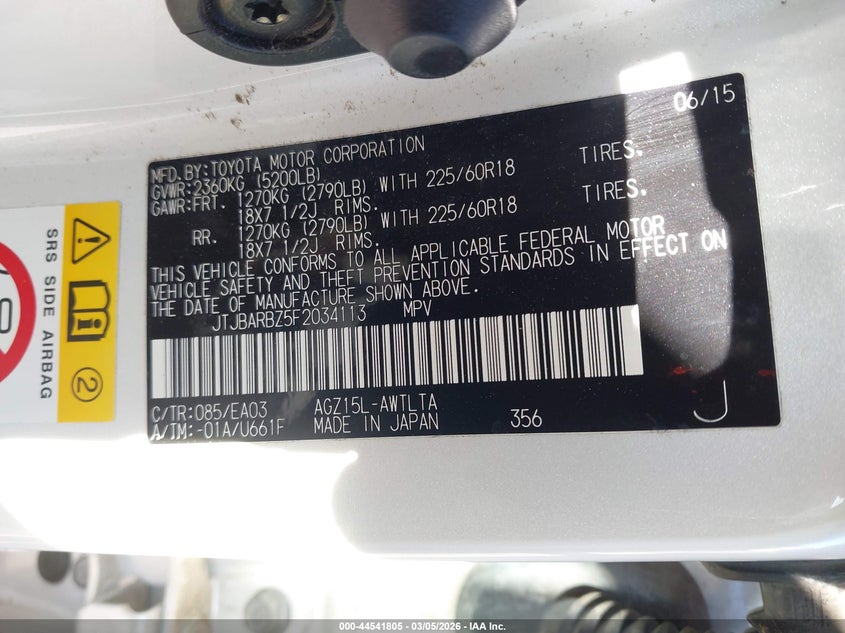 06/15
MFD.BY:TOYOTA MOTOR CORPORATION
GVWR:2360KG (5200LB)
GAWR:FRT. 1270KG (2790LB) WITH 225/60R18 TIRES.
18X7 1/2J RIMS.
RR. 1270KG (2790LB) WITH 225/60R18 TIRES.
18X7 1/2J RIMS.
THIS VEHICLE CONFORMS TO ALL APPLICABLE FEDERAL MOTOR
VEHICLE SAFETY AND THEFT PREVENTION STANDARDS IN EFFECT ON
THE DATE OF MANUFACTURE SHOWN ABOVE.
JTJBARBZ5F2034113 MPV
C/TR:085/EA03 AGZ15L-AWTLTA
A/IM:-01A/U661F MADE IN JAPAN 356
J
SRS SIDE AIRBAG
2
000-44541805 - 03/05/2026 - IAA Inc.